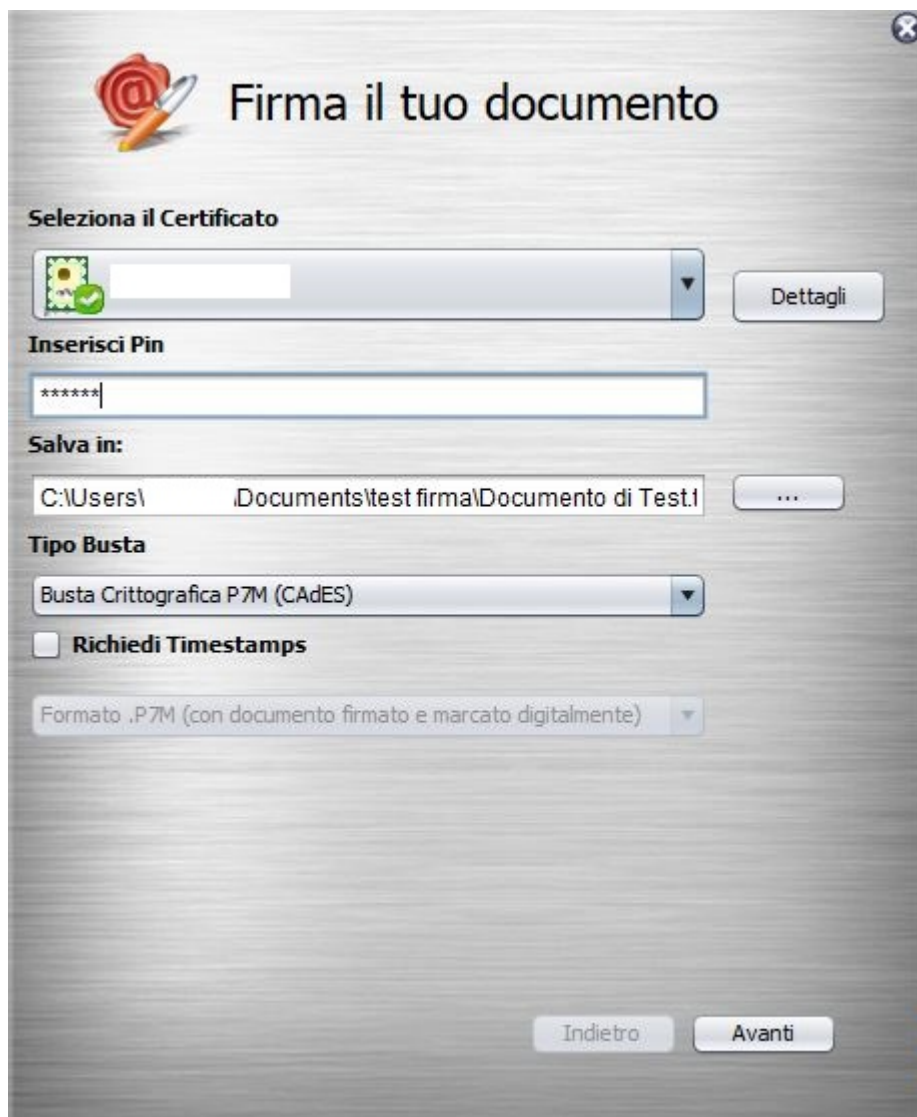 Firma il tuo documento
Seleziona il Certificato
Dettagli
Inserisci Pin
******
Salva in:
C:\Users\ \Documents\test firma\Documento di Test.t
...
Tipo Busta
Busta Crittografica P7M (CAdES)
Richiedi Timestamps
Formato .P7M (con documento firmato e marcato digitalmente)
Indietro Avanti